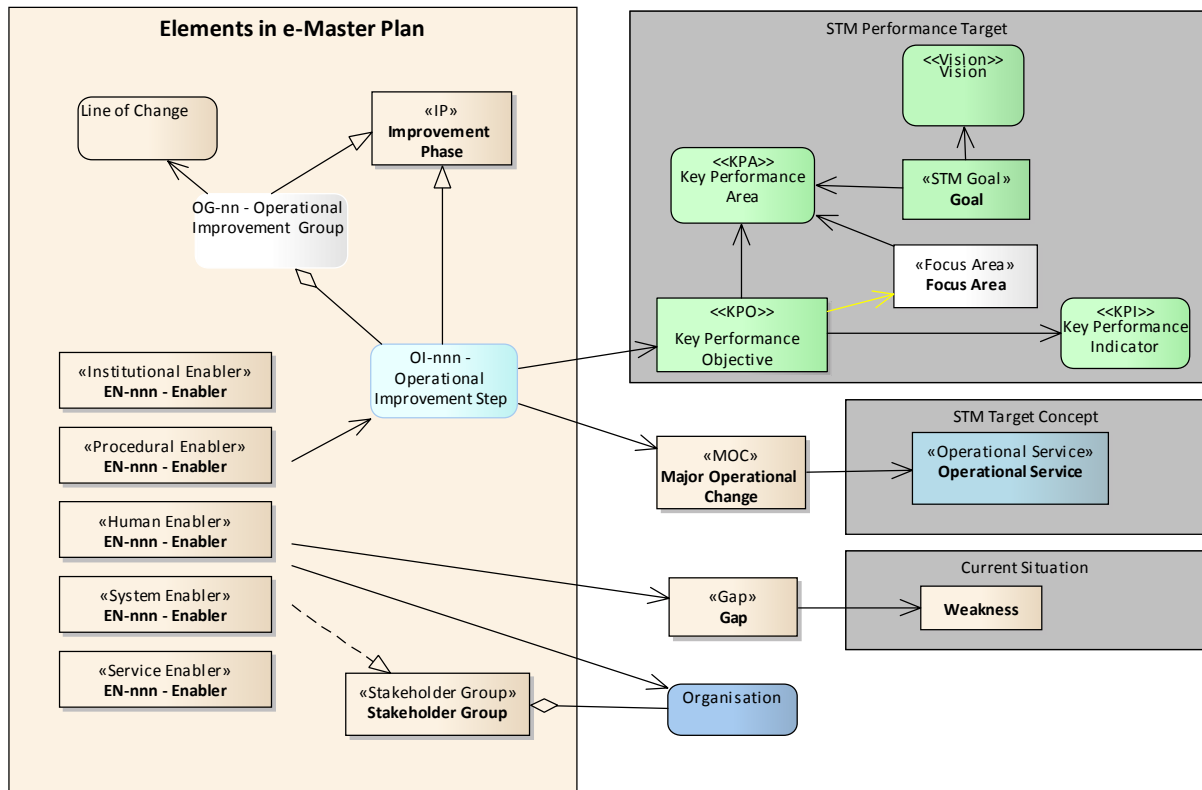 Elements in e-Master Plan
Line of Change
«IP»
Improvement
Phase
OG-nn - Operational
Improvement Group
OI-nnn -
Operational
Improvement Step
«Institutional Enabler»
EN-nnn - Enabler
«Procedural Enabler»
EN-nnn - Enabler
«Human Enabler»
EN-nnn - Enabler
«System Enabler»
EN-nnn - Enabler
«Service Enabler»
EN-nnn - Enabler
«Stakeholder Group»
Stakeholder Group
STM Performance Target
<<Vision>>
Vision
<<KPA>>
Key Performance
Area
«STM Goal»
Goal
«Focus Area»
Focus Area
<<KPO>>
Key Performance
Objective
<<KPI>>
Key Performance
Indicator
«MOC»
Major Operational
Change
STM Target Concept
«Operational Service»
Operational Service
«Gap»
Gap
Current Situation
Weakness
Organisation